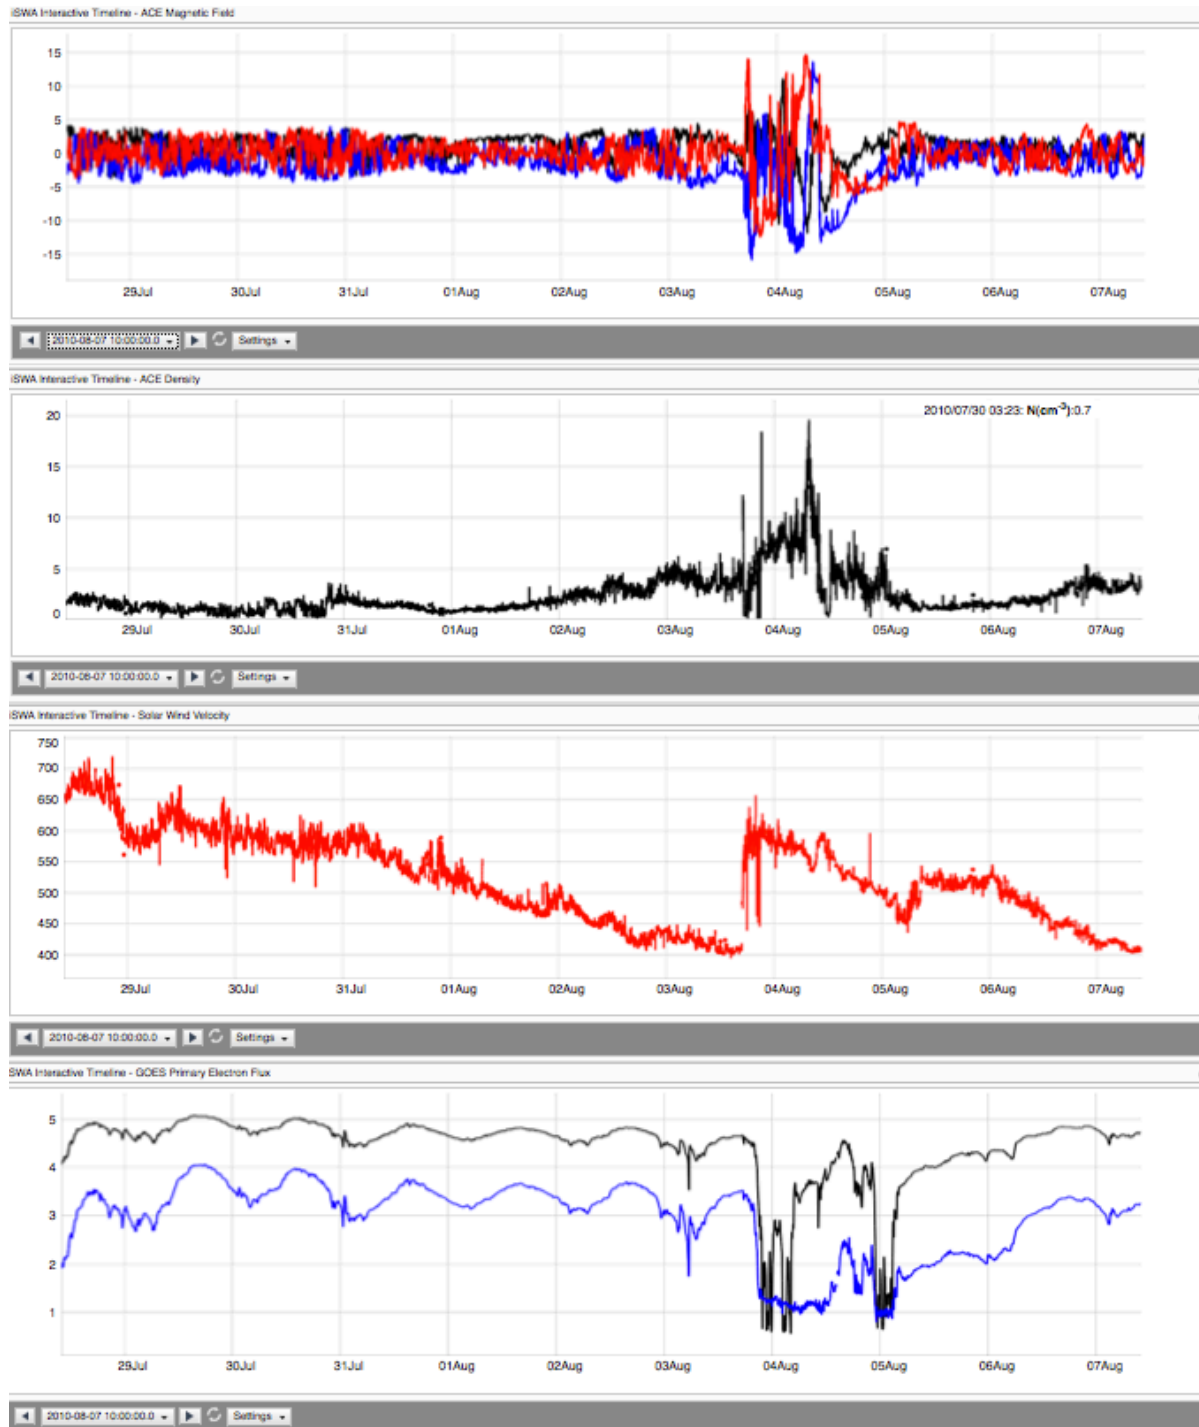 iSWA Interactive Timeline - ACE Magnetic Field
15
10
5
0
-5
-10
-15
29Jul 30Jul 31Jul 01Aug 02Aug 03Aug 04Aug 05Aug 06Aug 07Aug
2010-08-07 10:00:00.0 Settings
iSWA Interactive Timeline - ACE Density
2010/07/30 03:23: N(cm-3):0.7
20
15
10
5
0
29Jul 30Jul 31Jul 01Aug 02Aug 03Aug 04Aug 05Aug 06Aug 07Aug
2010-08-07 10:00:00.0 Settings
iSWA Interactive Timeline - Solar Wind Velocity
750
700
650
600
550
500
450
400
29Jul 30Jul 31Jul 01Aug 02Aug 03Aug 04Aug 05Aug 06Aug 07Aug
2010-08-07 10:00:00.0 Settings
SWA Interactive Timeline - GOES Primary Electron Flux
5
4
3
2
1
29Jul 30Jul 31Jul 01Aug 02Aug 03Aug 04Aug 05Aug 06Aug 07Aug
2010-08-07 10:00:00.0 Settings